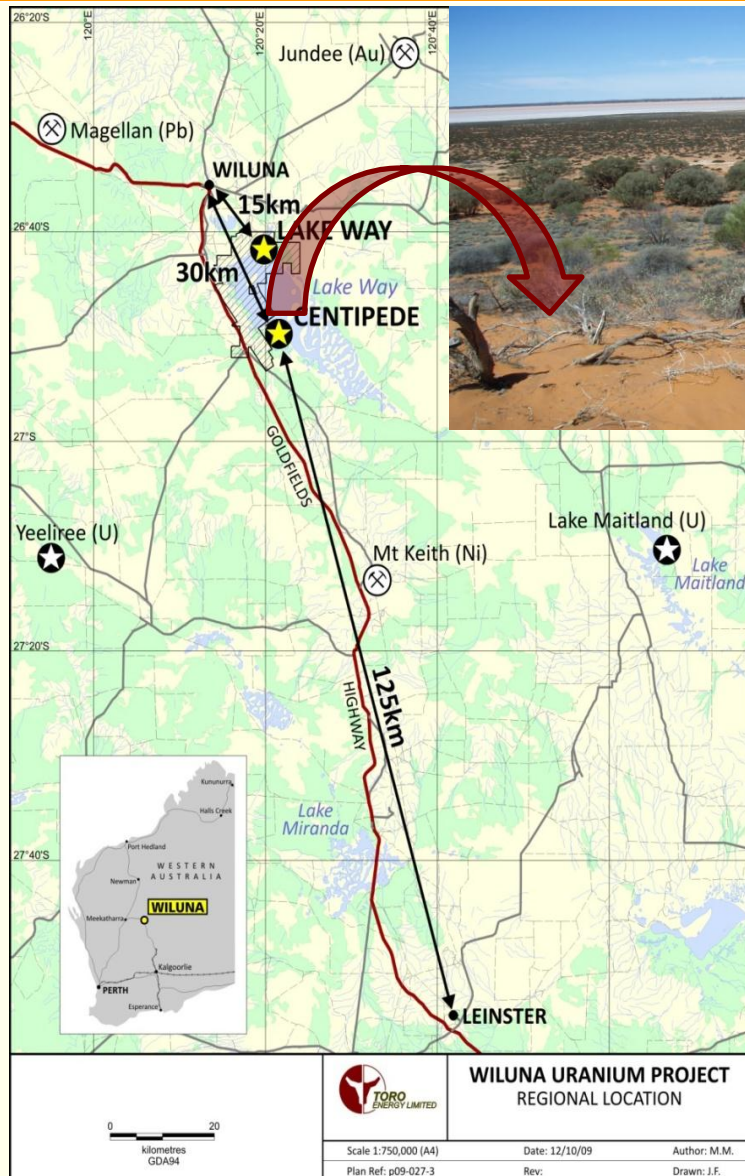 26°20'S
120°E
120°20'E
120°40'E
Jundee (Au)
Magellan (Pb)
WILUNA
15km
26°40'S
LAKE WAY
30km
Lake Way
CENTIPEDE
27°S
GOLDFIELDS
Yeeliree (U)
Lake Maitland (U)
Mt Keith (Ni)
Lake
Maitland
27°20'S
125km
HIGHWAY
Lake
Miranda
27°40'S
Kununurra
Halls Creek
Port Hedland
WESTERN
AUSTRALIA
Newman
WILUNA
Meekatharra
Kalgoorlie
PERTH
Esperance
LEINSTER
0 20
kilometres
GDA94
TORO
ENERGY LIMITED
WILUNA URANIUM PROJECT
REGIONAL LOCATION
Scale 1:750,000 (A4) Date: 12/10/09 Author: M.M.
Plan Ref: p09-027-3 Rev: Drawn: J.F.